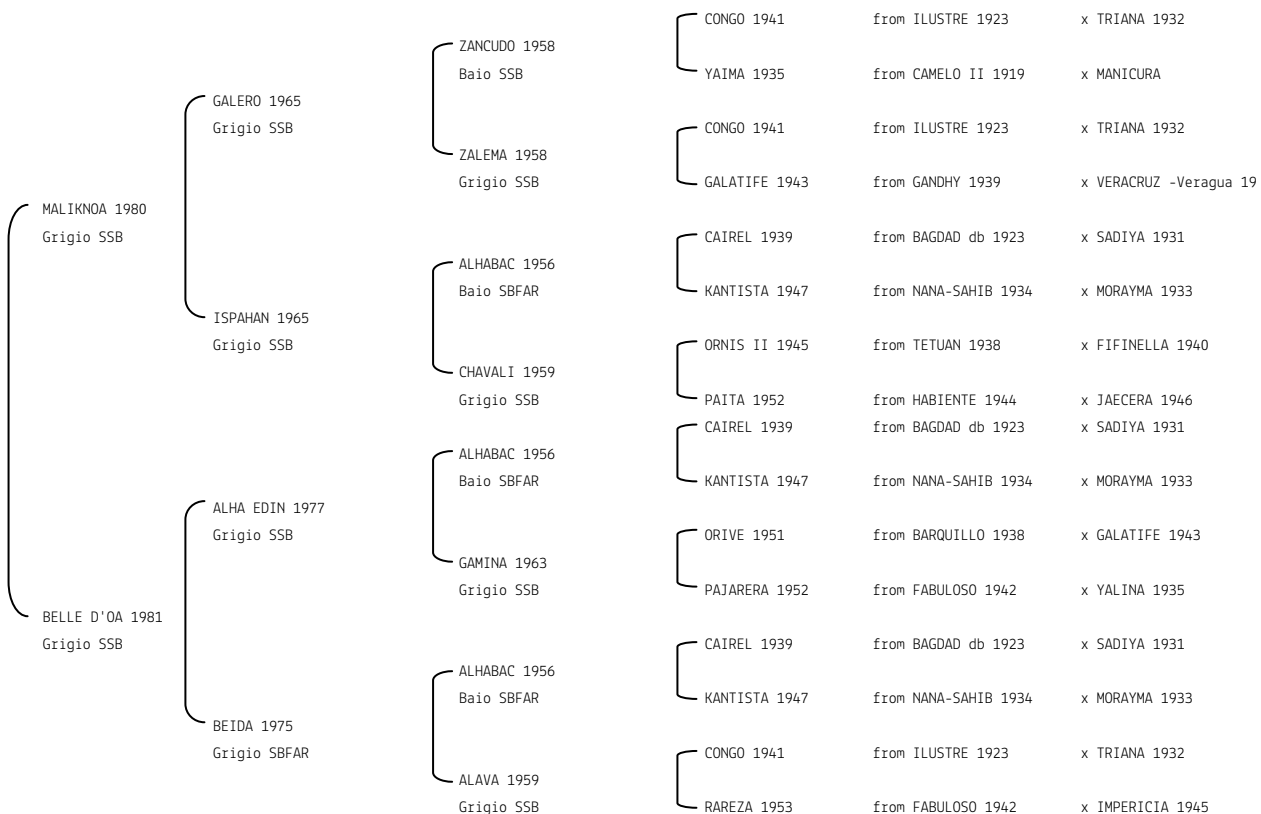 CONGO 1941 from ILUSTRE 1923 x TRIANA 1932
ZANCUDO 1958
Baio SSB YAIMA 1935 from CAMELO II 1919 x MANICURA
GALERO 1965
Grigio SSB CONGO 1941 from ILUSTRE 1923 x TRIANA 1932
ZALEMA 1958
Grigio SSB GALATIFE 1943 from GANDHY 1939 x VERACRUZ -Veragua 19
MALIKNOA 1980
Grigio SSB CAIREL 1939 from BAGDAD db 1923 x SADIYA 1931
ALHABAC 1956
Baio SBFAR KANTISTA 1947 from NANA-SAHIB 1934 x MORAYMA 1933
ISPAHAN 1965
Grigio SSB ORNIS II 1945 from TETUAN 1938 x FIFINELLA 1940
CHAVALI 1959
Grigio SSB PAITA 1952 from HABIENTE 1944 x JAECERA 1946
CAIREL 1939 from BAGDAD db 1923 x SADIYA 1931
ALHABAC 1956
Baio SBFAR KANTISTA 1947 from NANA-SAHIB 1934 x MORAYMA 1933
ALHA EDIN 1977
Grigio SSB ORIVE 1951 from BARQUILLO 1938 x GALATIFE 1943
GAMINA 1963
Grigio SSB PAJARERA 1952 from FABULOSO 1942 x YALINA 1935
BELLE D'OA 1981
Grigio SSB CAIREL 1939 from BAGDAD db 1923 x SADIYA 1931
ALHABAC 1956
Baio SBFAR KANTISTA 1947 from NANA-SAHIB 1934 x MORAYMA 1933
BEIDA 1975
Grigio SBFAR CONGO 1941 from ILUSTRE 1923 x TRIANA 1932
ALAVA 1959
Grigio SSB RAREZA 1953 from FABULOSO 1942 x IMPERICIA 1945